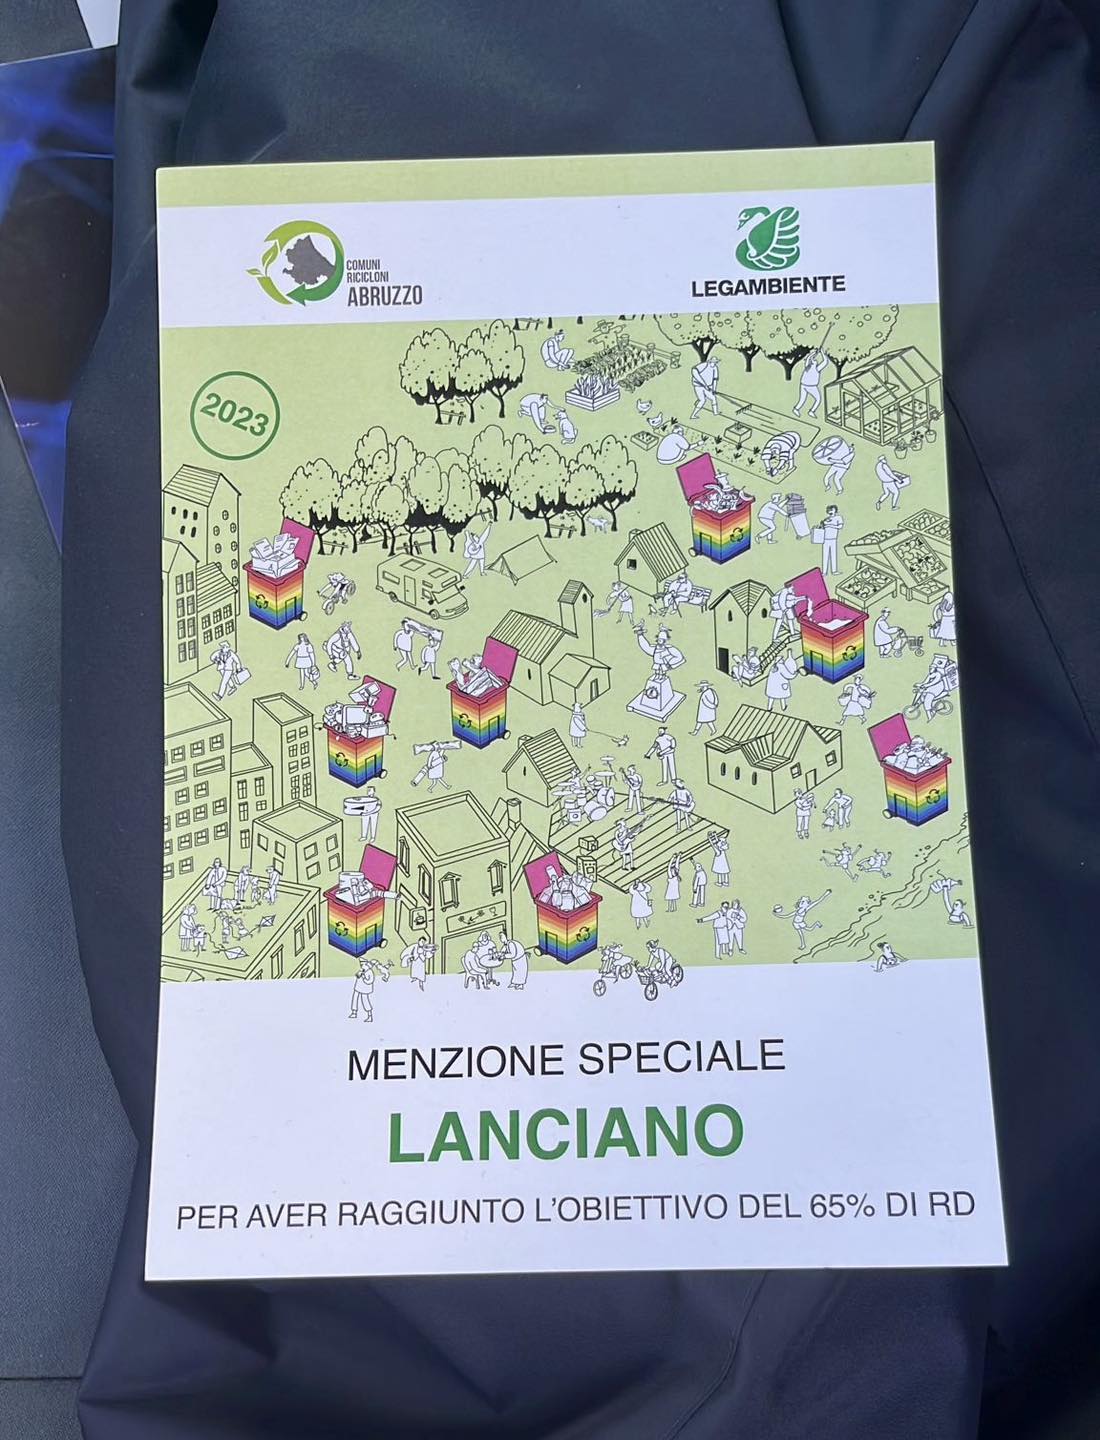 COMUNI
RICICLONI
ABRUZZO
LEGAMBIENTE
2023
MENZIONE SPECIALE
LANCIANO
PER AVER RAGGIUNTO L'OBIETTIVO DEL 65% DI RD